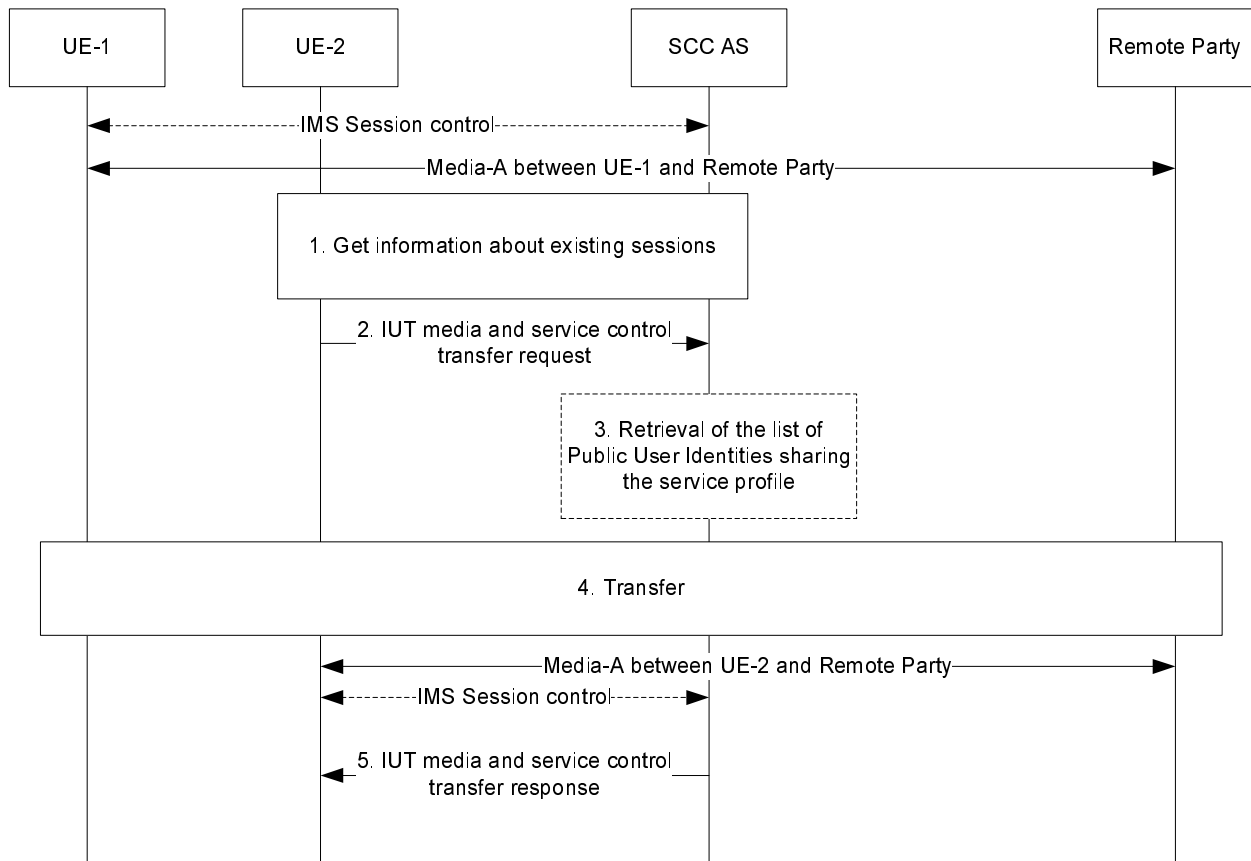 UE-1
UE-2
SCC AS
Remote Party
IMS Session control
Media-A between UE-1 and Remote Party
1. Get information about existing sessions
2. IUT media and service control
transfer request
3. Retrieval of the list of
Public User Identities sharing
the service profile
4. Transfer
Media-A between UE-2 and Remote Party
IMS Session control
5. IUT media and service control
transfer response